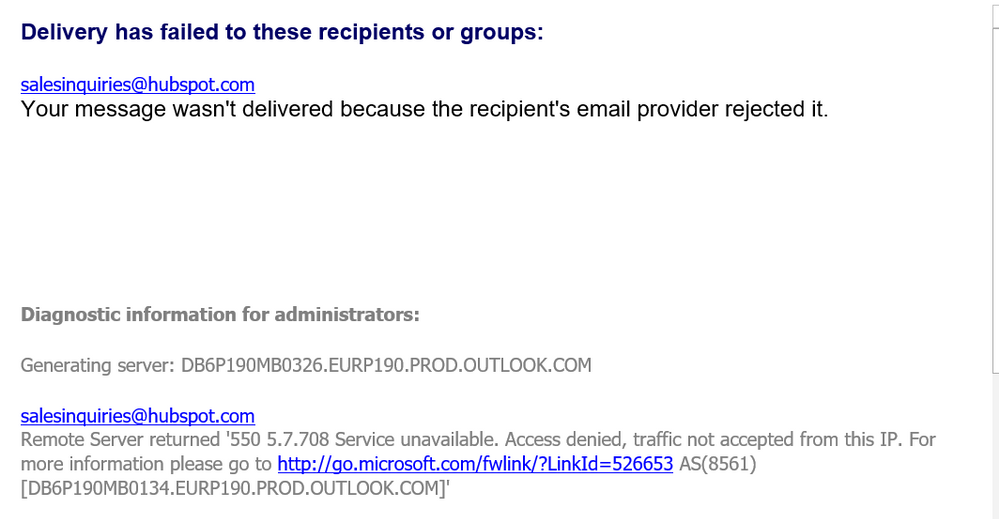 Delivery has failed to these recipients or groups:
salesinquiries@hubspot.com
Your message wasn't delivered because the recipient's email provider rejected it.
Diagnostic information for administrators:
Generating server: DB6P190MB0326.EURP190.PROD.OUTLOOK.COM
salesinquiries@hubspot.com
Remote Server returned '550 5.7.708 Service unavailable. Access denied, traffic not accepted from this IP. For
more information please go to http://go.microsoft.com/fwlink/?LinkId=526653 AS(8561)
[DB6P190MB0134.EURP190.PROD.OUTLOOK.COM]'